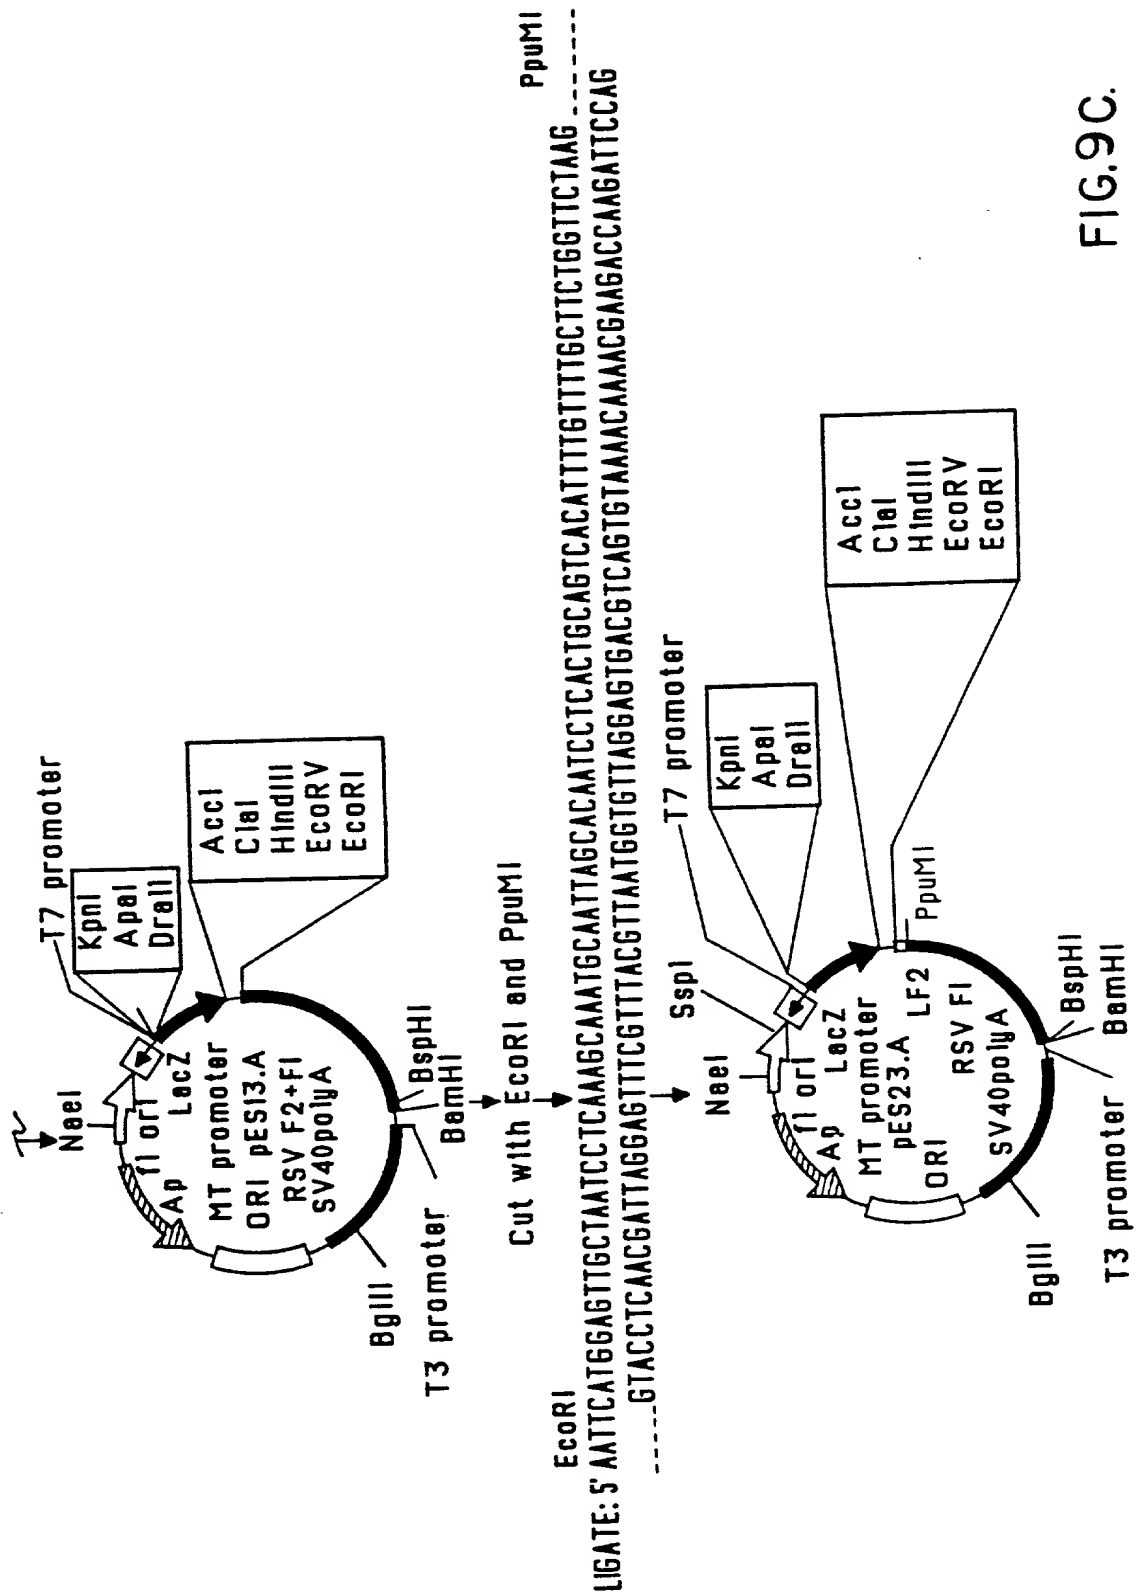 NaeI
T7 promoter
KpnI
ApaI
DraII
AccI
ClaI
HindIII
EcoRV
EcoRI
f1 ori
LacZ
Ap
MT promoter
ORI pES13.A
RSV F2+F1
SV40polyA
BspHI
BamHI
BglII
T3 promoter
Cut with EcoRI and PpuMI
EcoRI
PpuMI
LIGATE: 5'AATTCATGGAGTTGCTAATCCTCAAAGCAAATGCAATTAGCACAATCCTCACTGCAGTCACATTTTGTTTTGCTTCTGGTTCTAAG------
-----GTACCTCAACGATTAGGAGTTTCGTTTACGTTAATGGTGTTAGGAGTGACGTCAGTGTAAAACAAAACGAAGACCAAGATTCCAG
NaeI
SspI
T7 promoter
KpnI
ApaI
DraII
AccI
ClaI
HindIII
EcoRV
EcoRI
f1 ori
LacZ
Ap
MT promoter
pES23.A
ORI
LF2
PpuMI
RSV F1
SV40polyA
BspHI
BamHI
BglII
T3 promoter
FIG.9C.